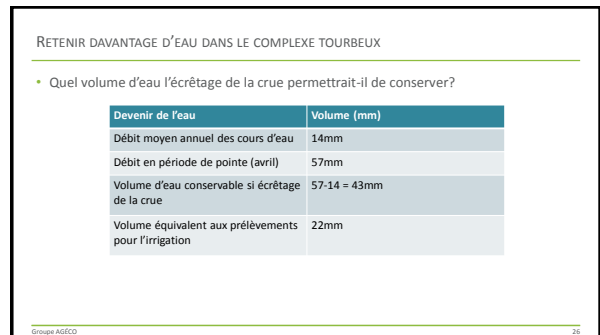 RETENIR DAVANTAGE D'EAU DANS LE COMPLEXE TOURBEUX
• Quel volume d'eau l'écrêtage de la crue permettrait-il de conserver?
Devenir de l'eau Volume (mm)
Débit moyen annuel des cours d'eau 14mm
Débit en période de pointe (avril) 57mm
Volume d'eau conservable si écrêtage 57-14 = 43mm
de la crue
Volume équivalent aux prélèvements 22mm
pour l'irrigation
Groupe AGÉCO 26